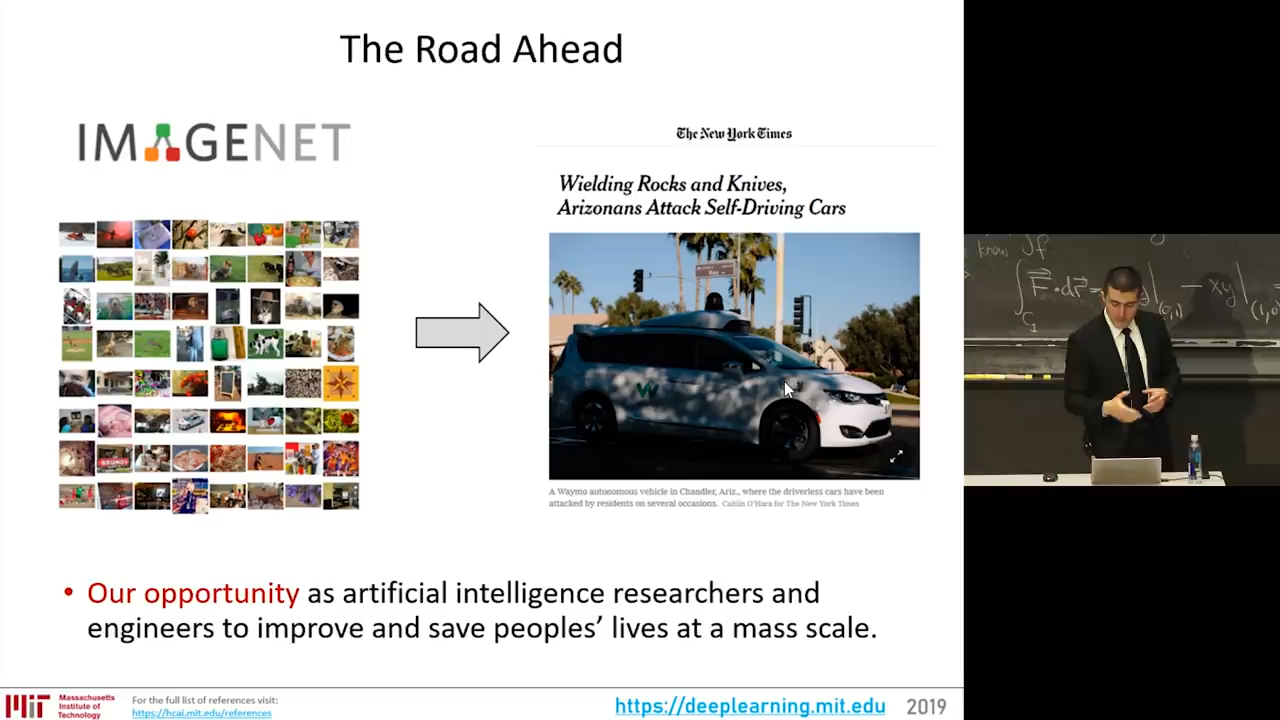 The Road Ahead
IMAGENET
The New York Times
Wielding Rocks and Knives,
Arizonans Attack Self-Driving Cars
A Waymo autonomous vehicle in Chandler, Ariz., where the driverless cars have been
attacked by residents on several occasions. Caitlin O'Hara for The New York Times
• Our opportunity as artificial intelligence researchers and
engineers to improve and save peoples' lives at a mass scale.
MIT
Massachusetts
Institute of
Technology
For the full list of references visit:
https://hcai.mit.edu/references
https://deeplearning.mit.edu
2019
know ∫f